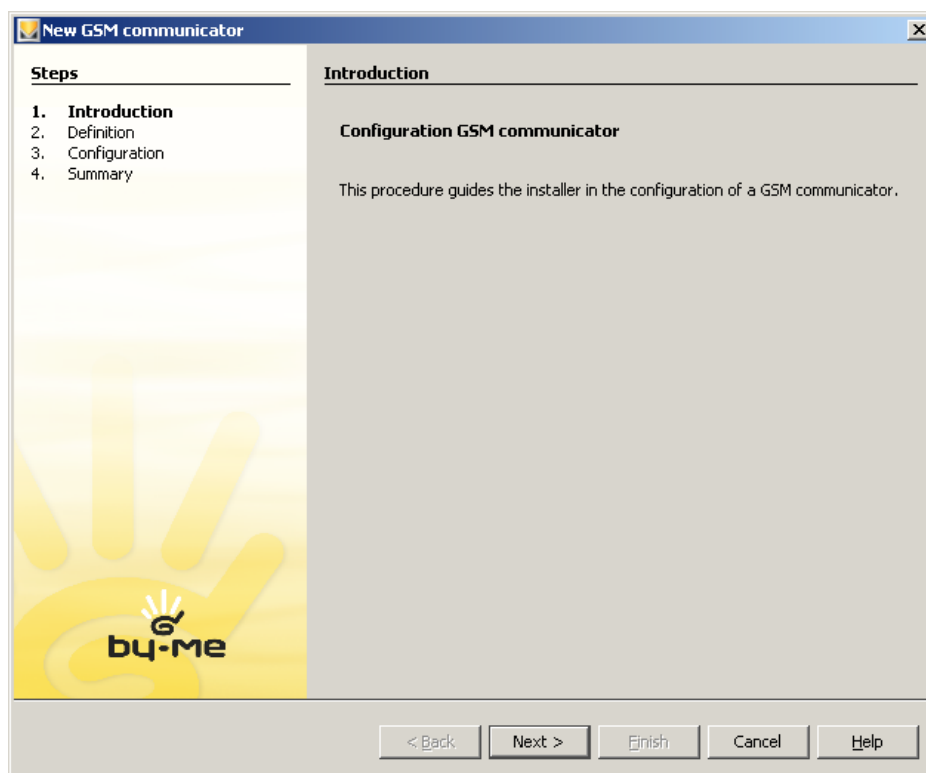 New GSM communicator
Steps
1. Introduction
2. Definition
3. Configuration
4. Summary
Introduction
Configuration GSM communicator
This procedure guides the installer in the configuration of a GSM communicator.
by-me
< Back
Next >
Finish
Cancel
Help